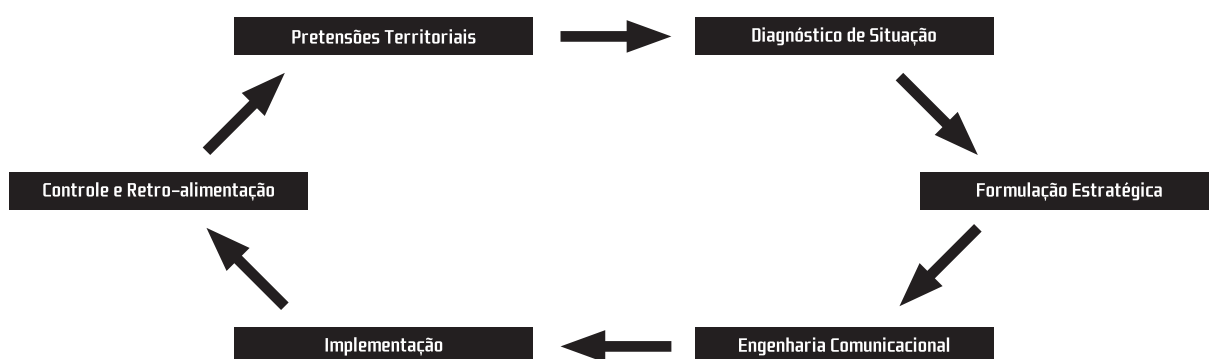 Pretensões Territoriais
Diagnóstico de Situação
Controle e Retro-alimentação
Formulação Estratégica
Implementação
Engenharia Comunicacional